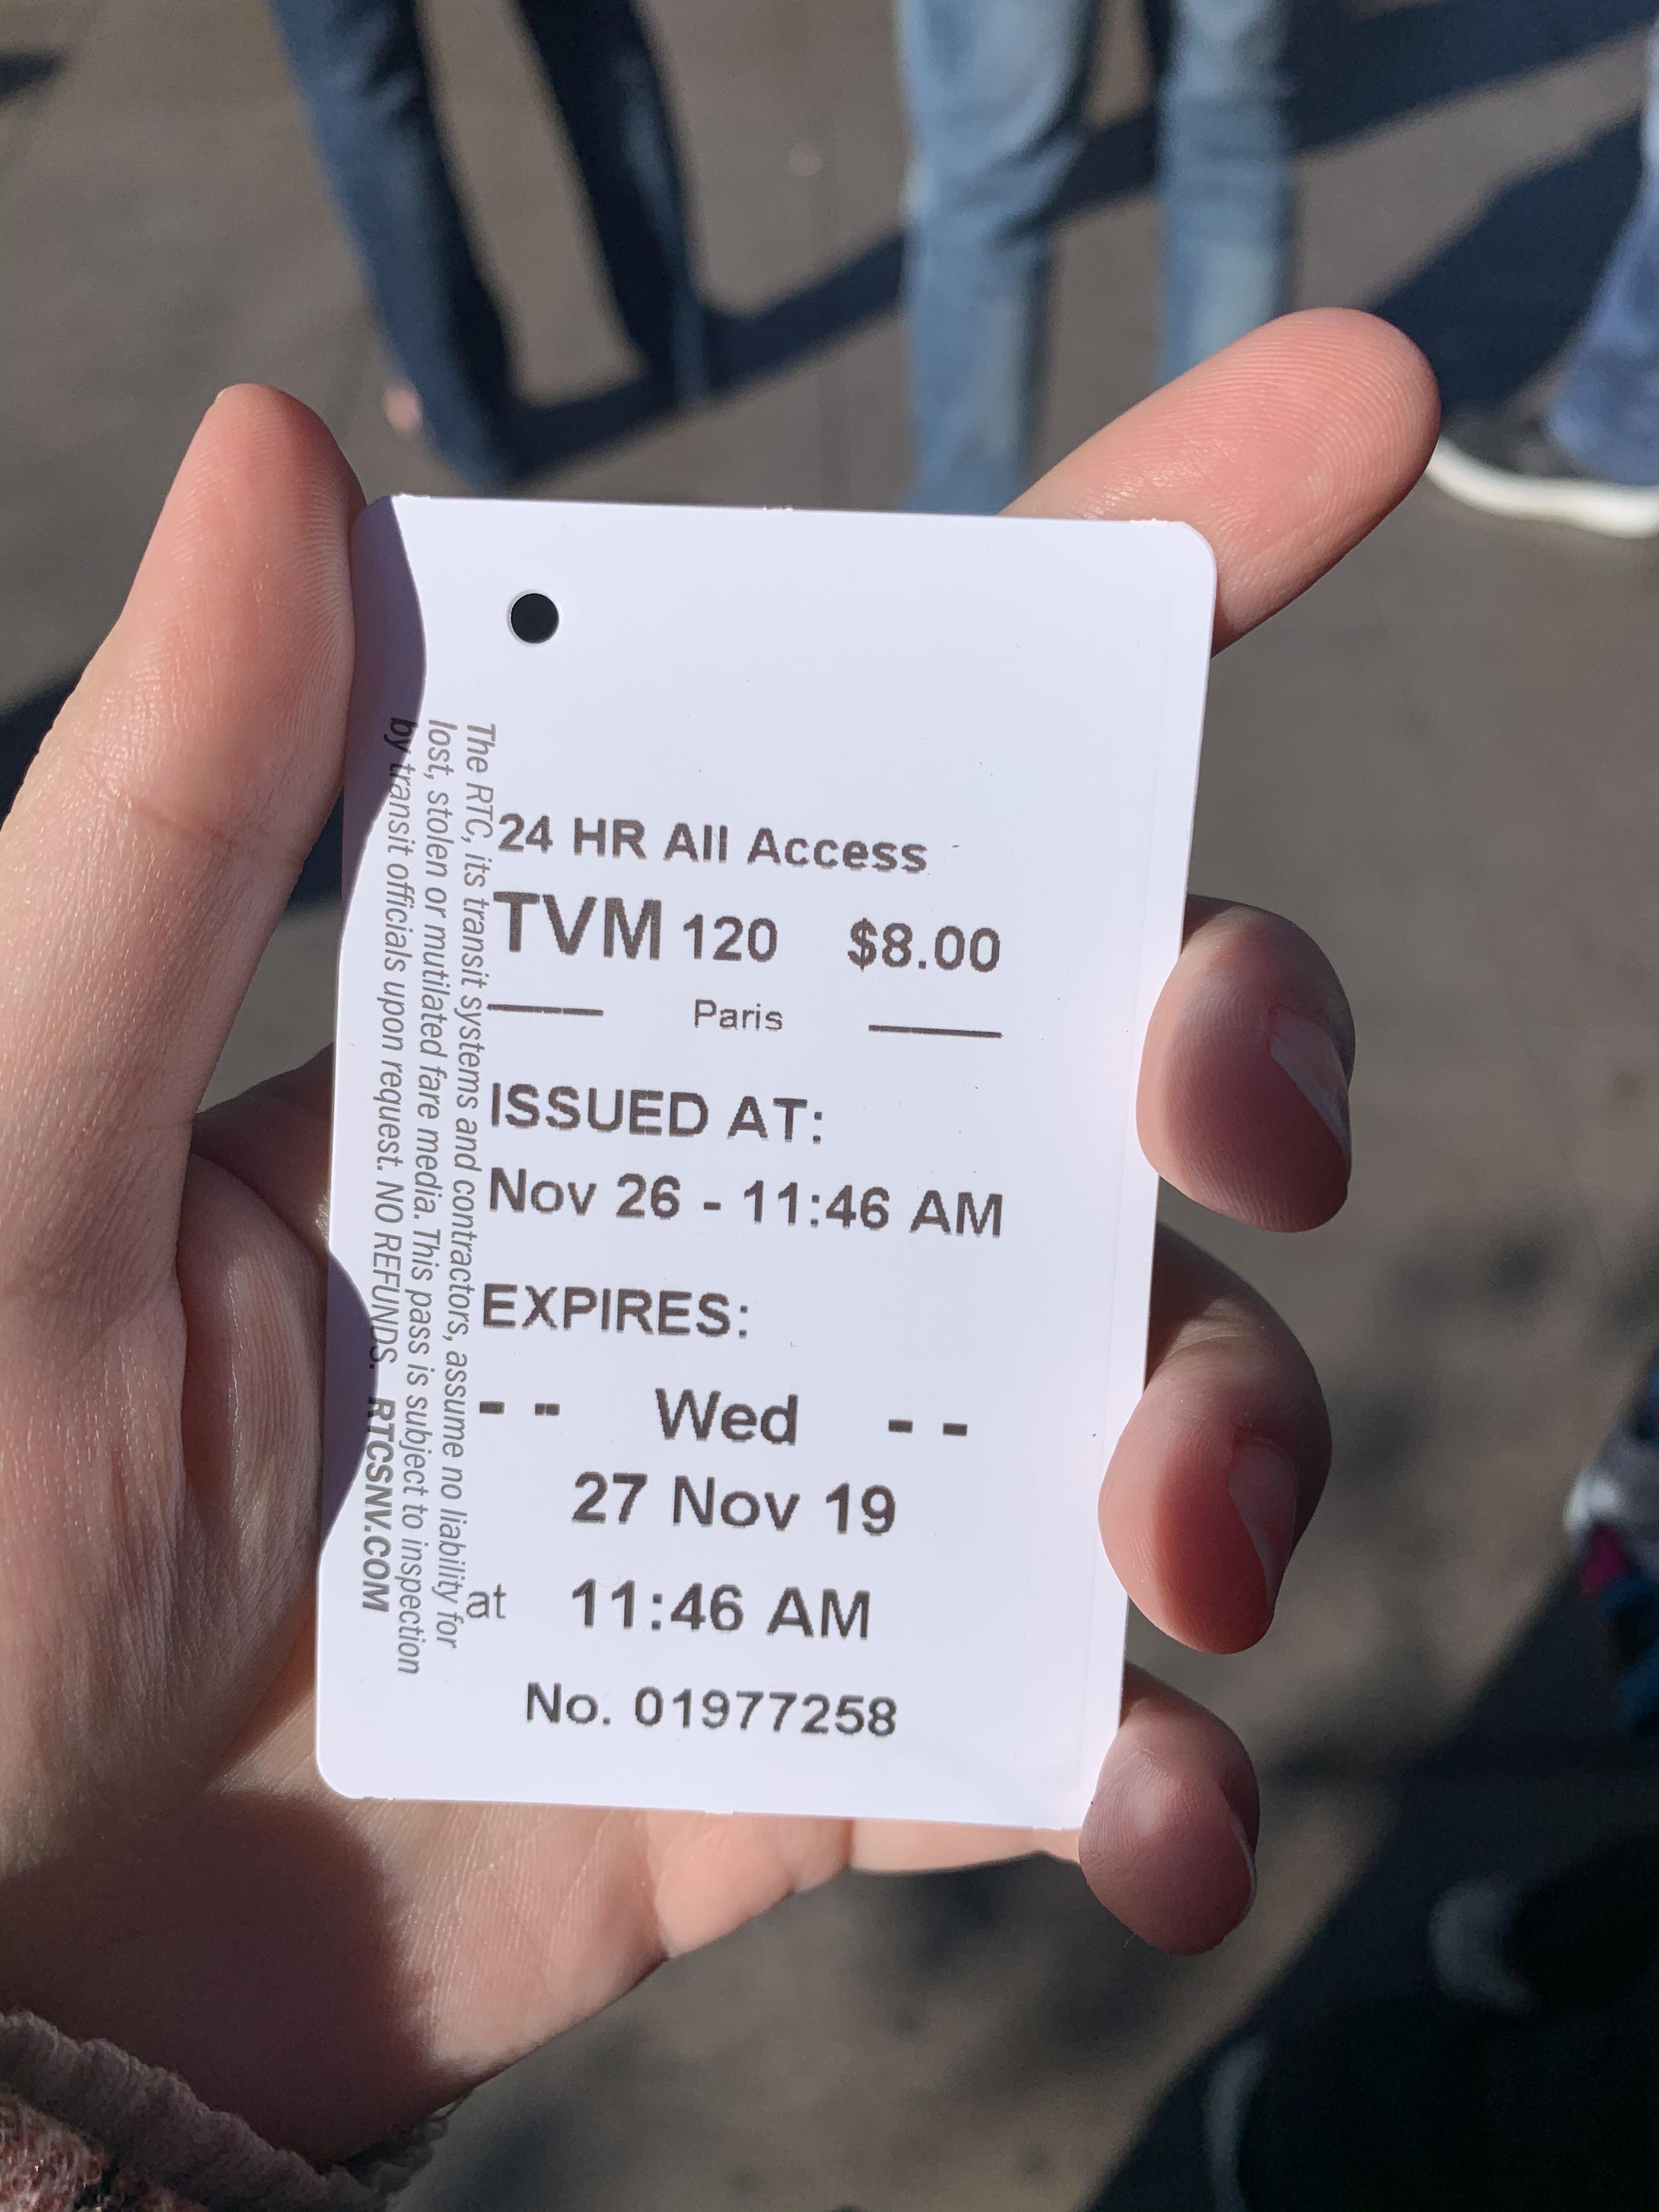 24 HR All Access
TVM 120 $8.00
Paris
ISSUED AT:
Nov 26 - 11:46 AM
EXPIRES:
-- Wed --
27 Nov 19
at 11:46 AM
No. 01977258
The RTC, its transit systems and contractors, assume no liability for
lost, stolen or mutilated fare media. This pass is subject to inspection
by transit officials upon request. NO REFUNDS. RTCSNV.COM